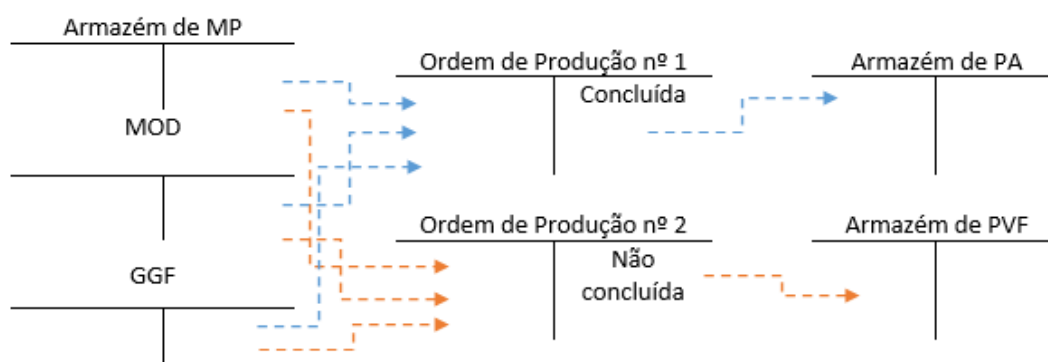 Armazém de MP
MOD
GGF
Ordem de Produção nº 1
Concluída
Armazém de PA
Ordem de Produção nº 2
Não
concluída
Armazém de PVF